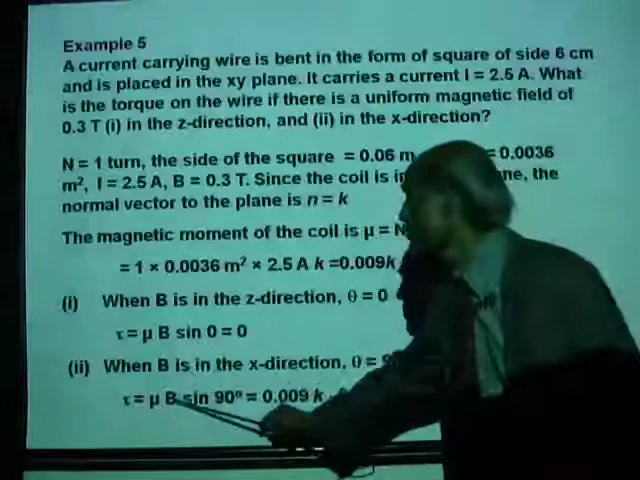 Example 5
A current carrying wire is bent in the form of square of side 6 cm
and is placed in the xy plane. It carries a current I = 2.5 A. What
is the torque on the wire if there is a uniform magnetic field of
0.3 T (i) in the z-direction, and (ii) in the x-direction?
N = 1 turn, the side of the square = 0.06 m = 0.0036
m², I = 2.5 A, B = 0.3 T. Since the coil is the
normal vector to the plane is n = k
The magnetic moment of the coil is μ =
= 1 × 0.0036 m² × 2.5 A k =0.009k
(i) When B is in the z-direction, θ = 0
τ = μ B sin 0 = 0
(ii) When B is in the x-direction, θ =
τ = μ B sin 90º = 0.009 k